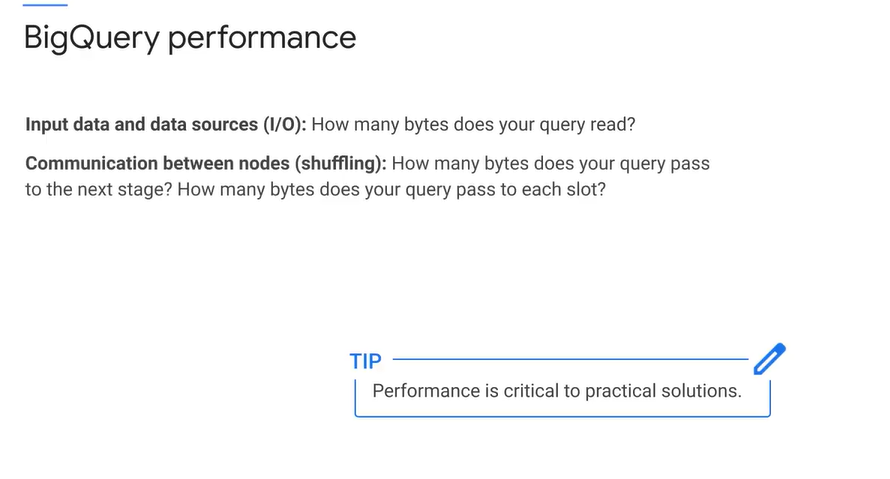 BigQuery performance
Input data and data sources (I/O): How many bytes does your query read?
Communication between nodes (shuffling): How many bytes does your query pass
to the next stage? How many bytes does your query pass to each slot?
TIP
Performance is critical to practical solutions.